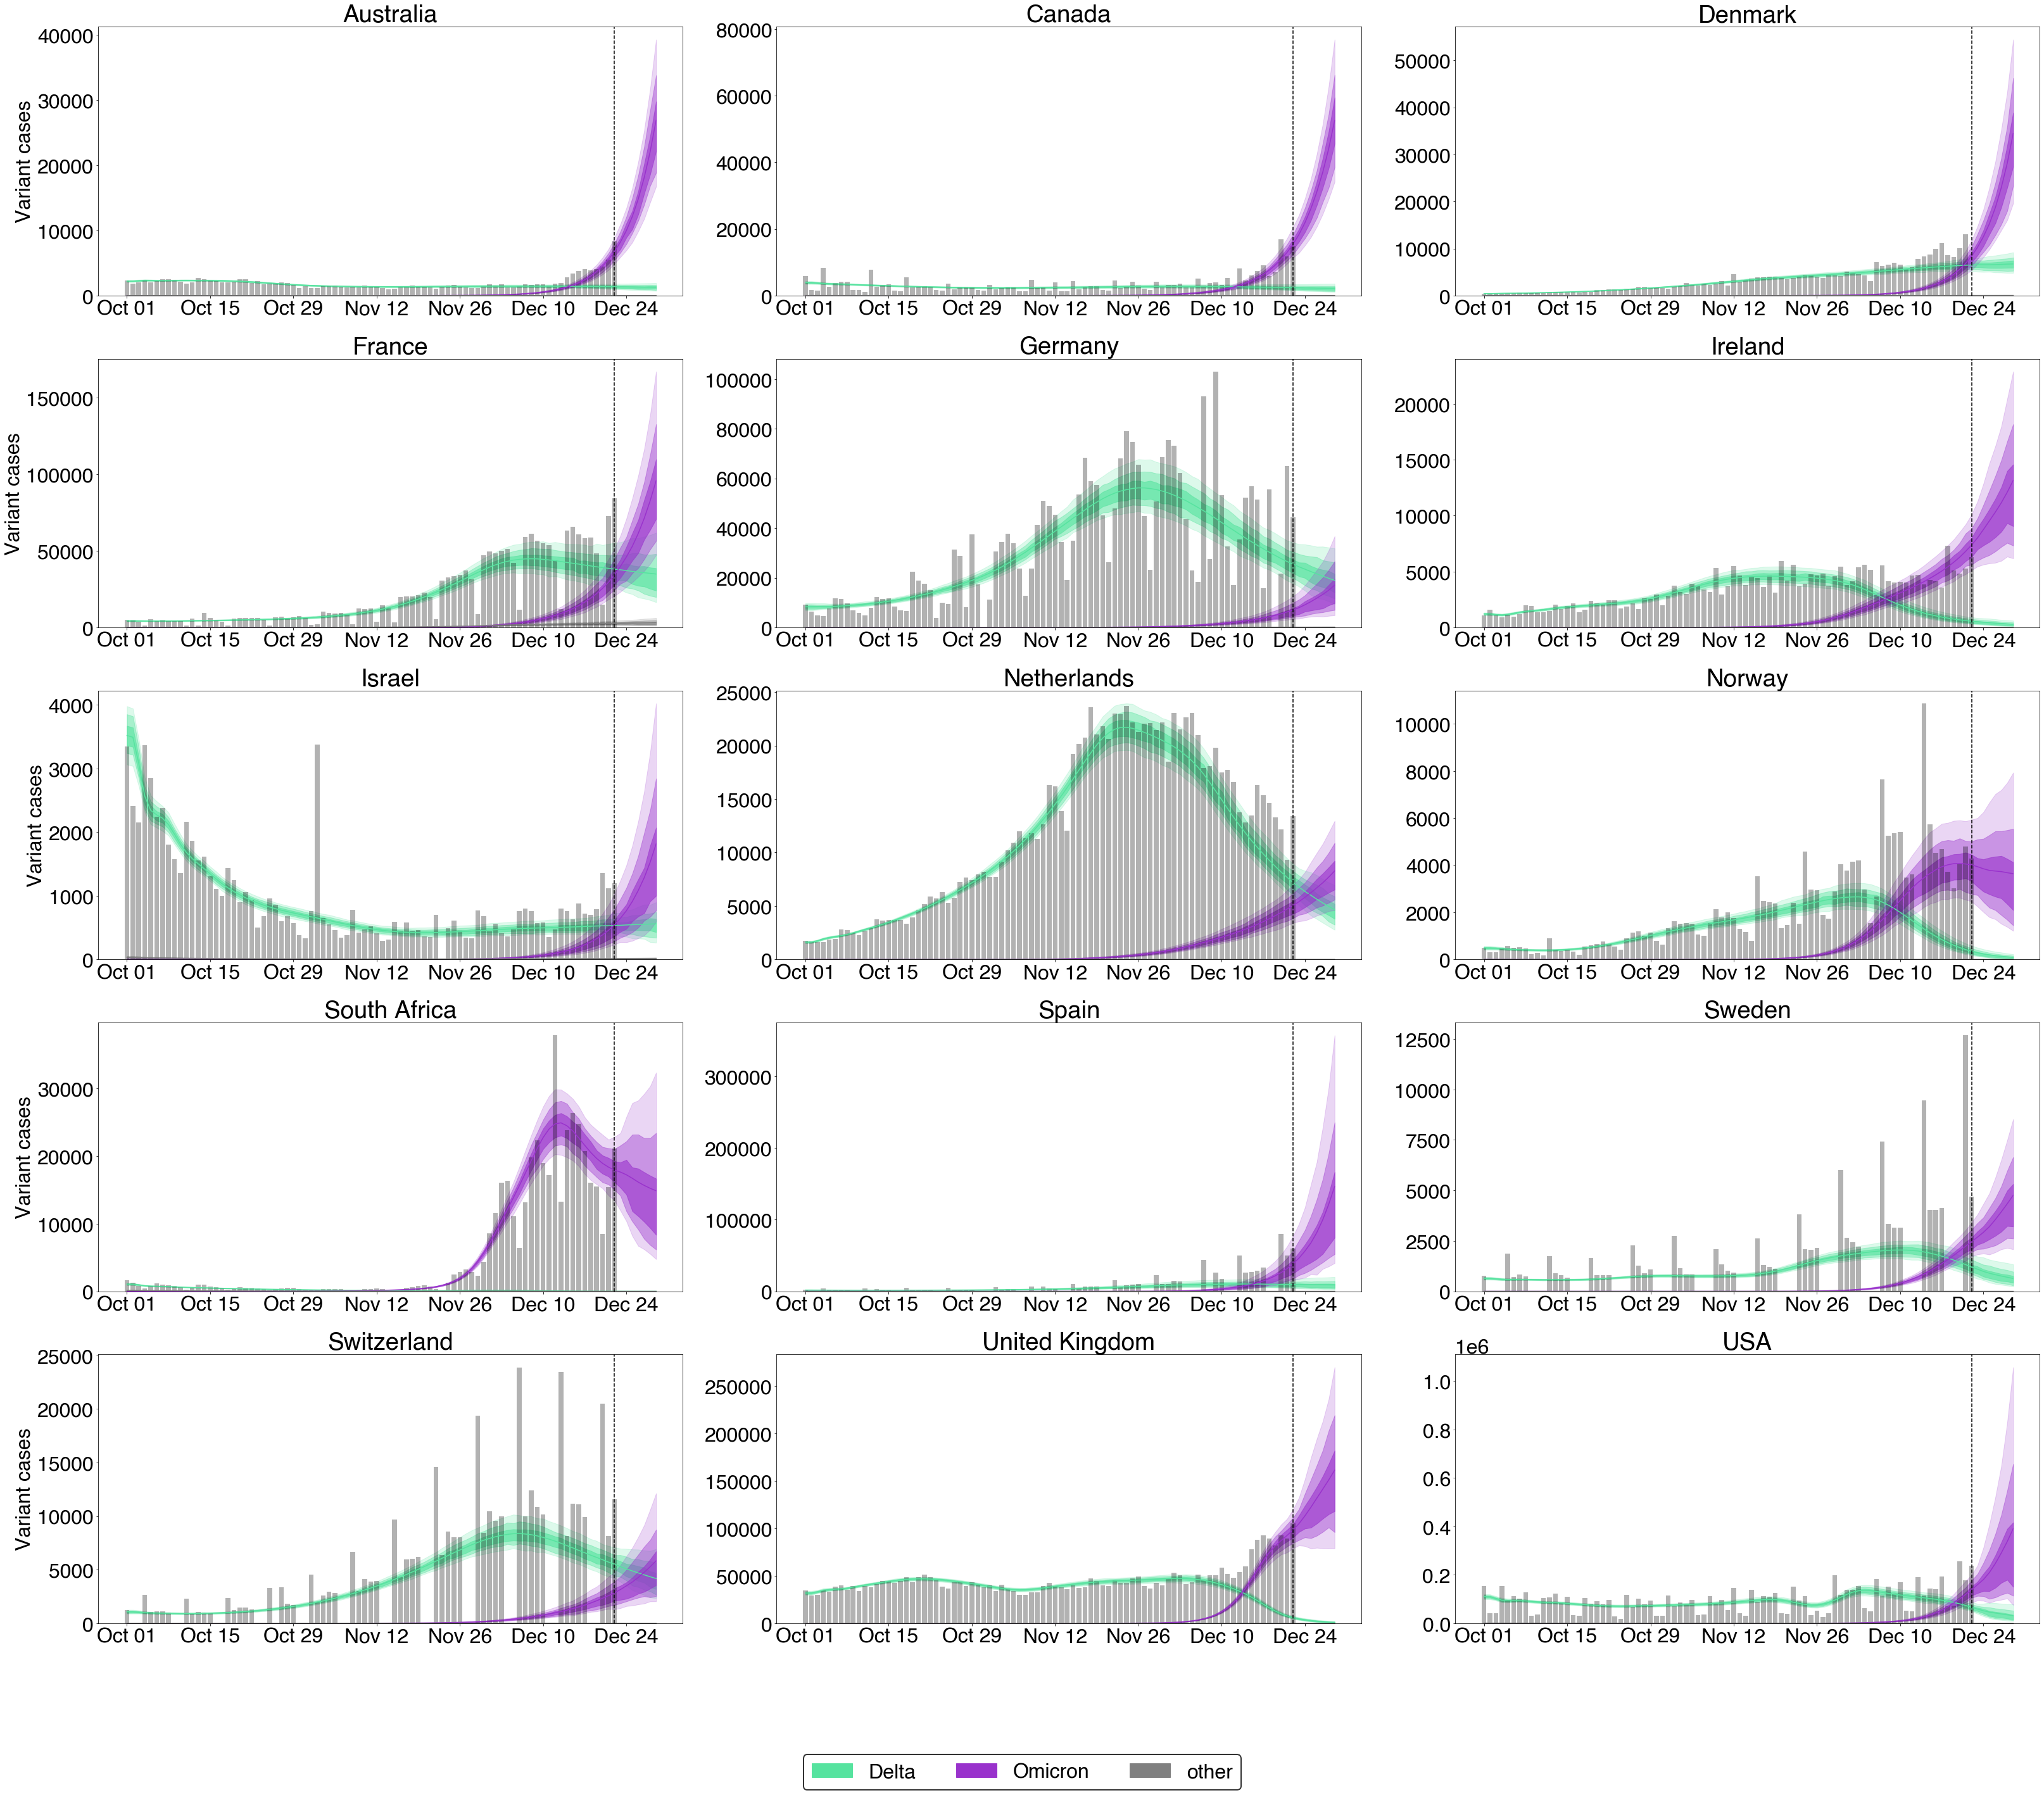 Australia
Canada
Denmark
Variant cases
40000
30000
20000
10000
0
80000
60000
40000
20000
0
50000
40000
30000
20000
10000
0
Oct 01 Oct 15 Oct 29 Nov 12 Nov 26 Dec 10 Dec 24
Oct 01 Oct 15 Oct 29 Nov 12 Nov 26 Dec 10 Dec 24
Oct 01 Oct 15 Oct 29 Nov 12 Nov 26 Dec 10 Dec 24
France
Germany
Ireland
Variant cases
150000
100000
50000
0
100000
80000
60000
40000
20000
0
20000
15000
10000
5000
0
Oct 01 Oct 15 Oct 29 Nov 12 Nov 26 Dec 10 Dec 24
Oct 01 Oct 15 Oct 29 Nov 12 Nov 26 Dec 10 Dec 24
Oct 01 Oct 15 Oct 29 Nov 12 Nov 26 Dec 10 Dec 24
Israel
Netherlands
Norway
Variant cases
4000
3000
2000
1000
0
25000
20000
15000
10000
5000
0
10000
8000
6000
4000
2000
0
Oct 01 Oct 15 Oct 29 Nov 12 Nov 26 Dec 10 Dec 24
Oct 01 Oct 15 Oct 29 Nov 12 Nov 26 Dec 10 Dec 24
Oct 01 Oct 15 Oct 29 Nov 12 Nov 26 Dec 10 Dec 24
South Africa
Spain
Sweden
Variant cases
30000
20000
10000
0
300000
200000
100000
0
12500
10000
7500
5000
2500
0
Oct 01 Oct 15 Oct 29 Nov 12 Nov 26 Dec 10 Dec 24
Oct 01 Oct 15 Oct 29 Nov 12 Nov 26 Dec 10 Dec 24
Oct 01 Oct 15 Oct 29 Nov 12 Nov 26 Dec 10 Dec 24
Switzerland
United Kingdom
USA
Variant cases
25000
20000
15000
10000
5000
0
250000
200000
150000
100000
50000
0
1e6
1.0
0.8
0.6
0.4
0.2
0.0
Oct 01 Oct 15 Oct 29 Nov 12 Nov 26 Dec 10 Dec 24
Oct 01 Oct 15 Oct 29 Nov 12 Nov 26 Dec 10 Dec 24
Oct 01 Oct 15 Oct 29 Nov 12 Nov 26 Dec 10 Dec 24
Delta Omicron other